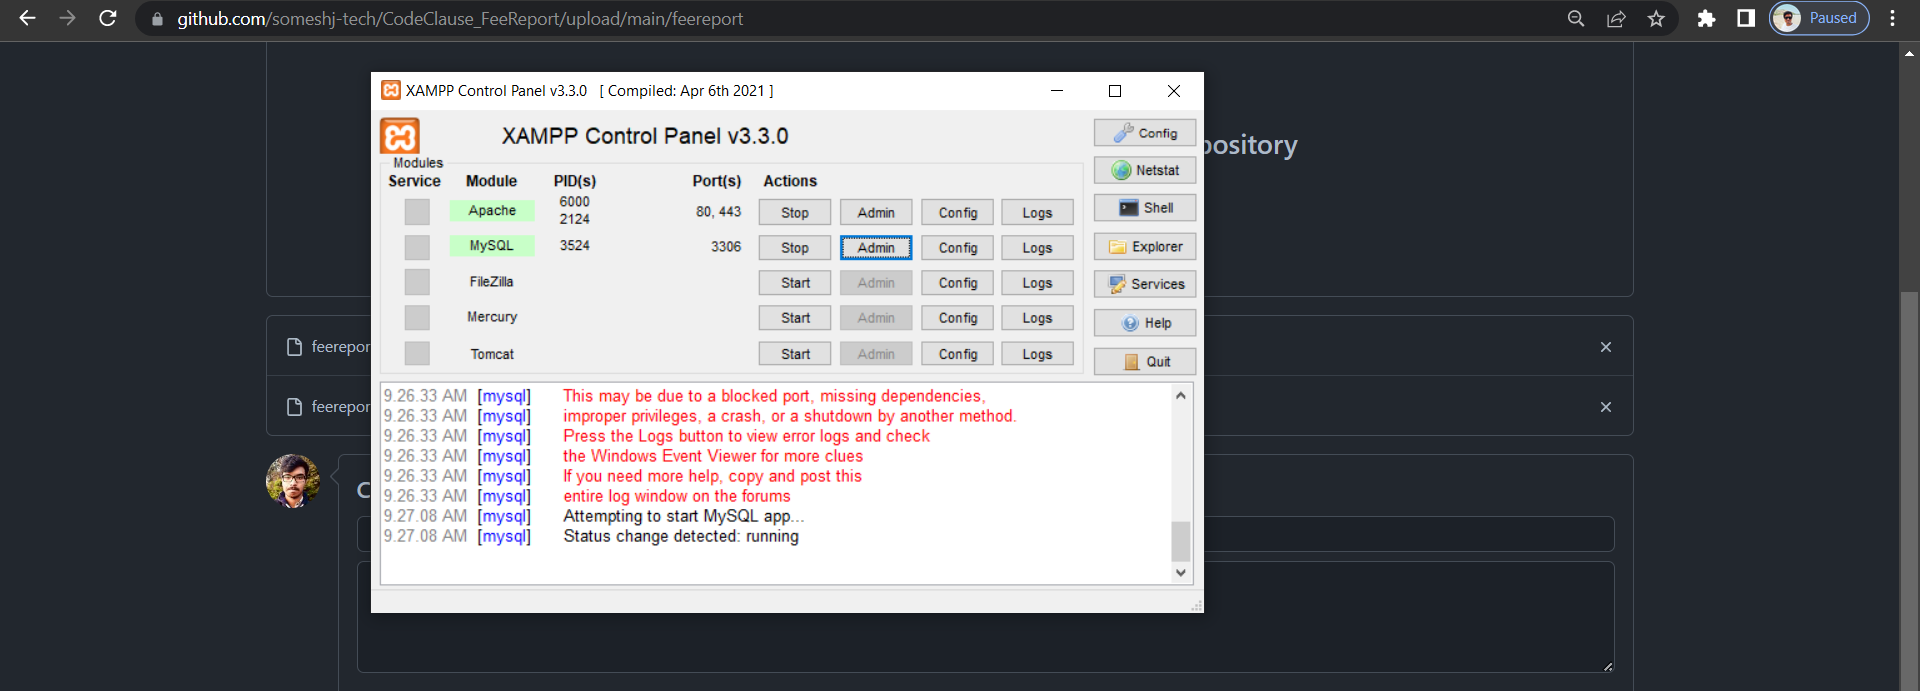 github.com/someshj-tech/CodeClause_FeeReport/upload/main/feereport
Paused
XAMPP Control Panel v3.3.0 [ Compiled: Apr 6th 2021 ]
XAMPP Control Panel v3.3.0
Config
Modules
Service Module PID(s) Port(s) Actions
Netstat
Apache 6000 2124 80, 443 Stop Admin Config Logs
Shell
MySQL 3524 3306 Stop Admin Config Logs
Explorer
FileZilla Start Admin Config Logs
Services
Mercury Start Admin Config Logs
Help
Tomcat Start Admin Config Logs
Quit
9.26.33 AM [mysql] This may be due to a blocked port, missing dependencies,
9.26.33 AM [mysql] improper privileges, a crash, or a shutdown by another method.
9.26.33 AM [mysql] Press the Logs button to view error logs and check
9.26.33 AM [mysql] the Windows Event Viewer for more clues
9.26.33 AM [mysql] If you need more help, copy and post this
9.26.33 AM [mysql] entire log window on the forums
9.27.08 AM [mysql] Attempting to start MySQL app...
9.27.08 AM [mysql] Status change detected: running
pository
feerepor
feerepor
C